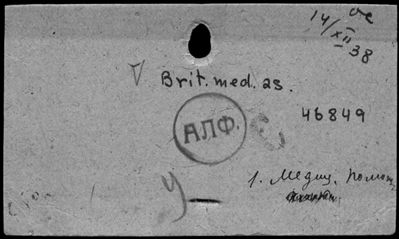 14/XII 38
Brit. med. as.
АЛФ.
46849
1. Медиц. помощ.